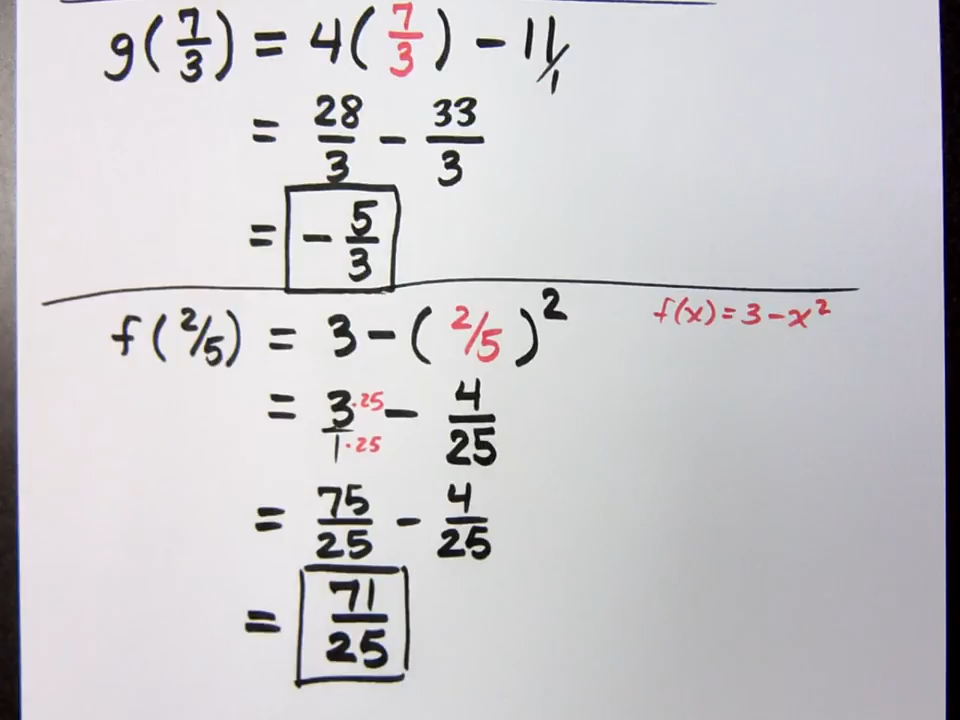 g(7/3) = 4(7/3) - 11/1
= 28/3 - 33/3
= -5/3
f(2/5) = 3-(2/5)² f(x)=3-x²
= 3·25/1·25 - 4/25
= 75/25 - 4/25
= 71/25